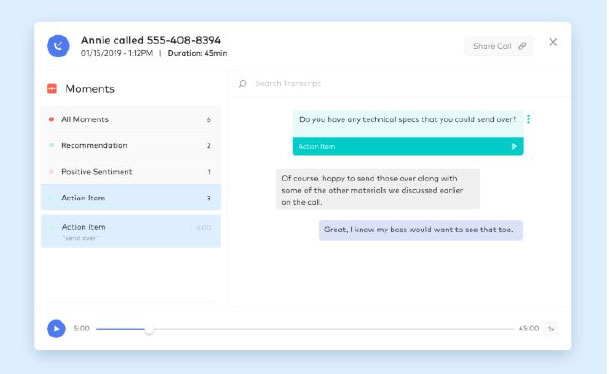 Annie called 555-408-8394
01/15/2019 - 1:12PM | Duration: 45min
Share Call
Moments
All Moments 6
Recommendation 2
Positive Sentiment 1
Action Item 3
Action Item 5:00
"send over"
Search Transcript
Do you have any technical specs that you could send over?
Action Item
Of course, happy to send those over along with
some of the other materials we discussed earlier
on the call.
Great, I know my boss would want to see that too.
5:00
45:00
1x